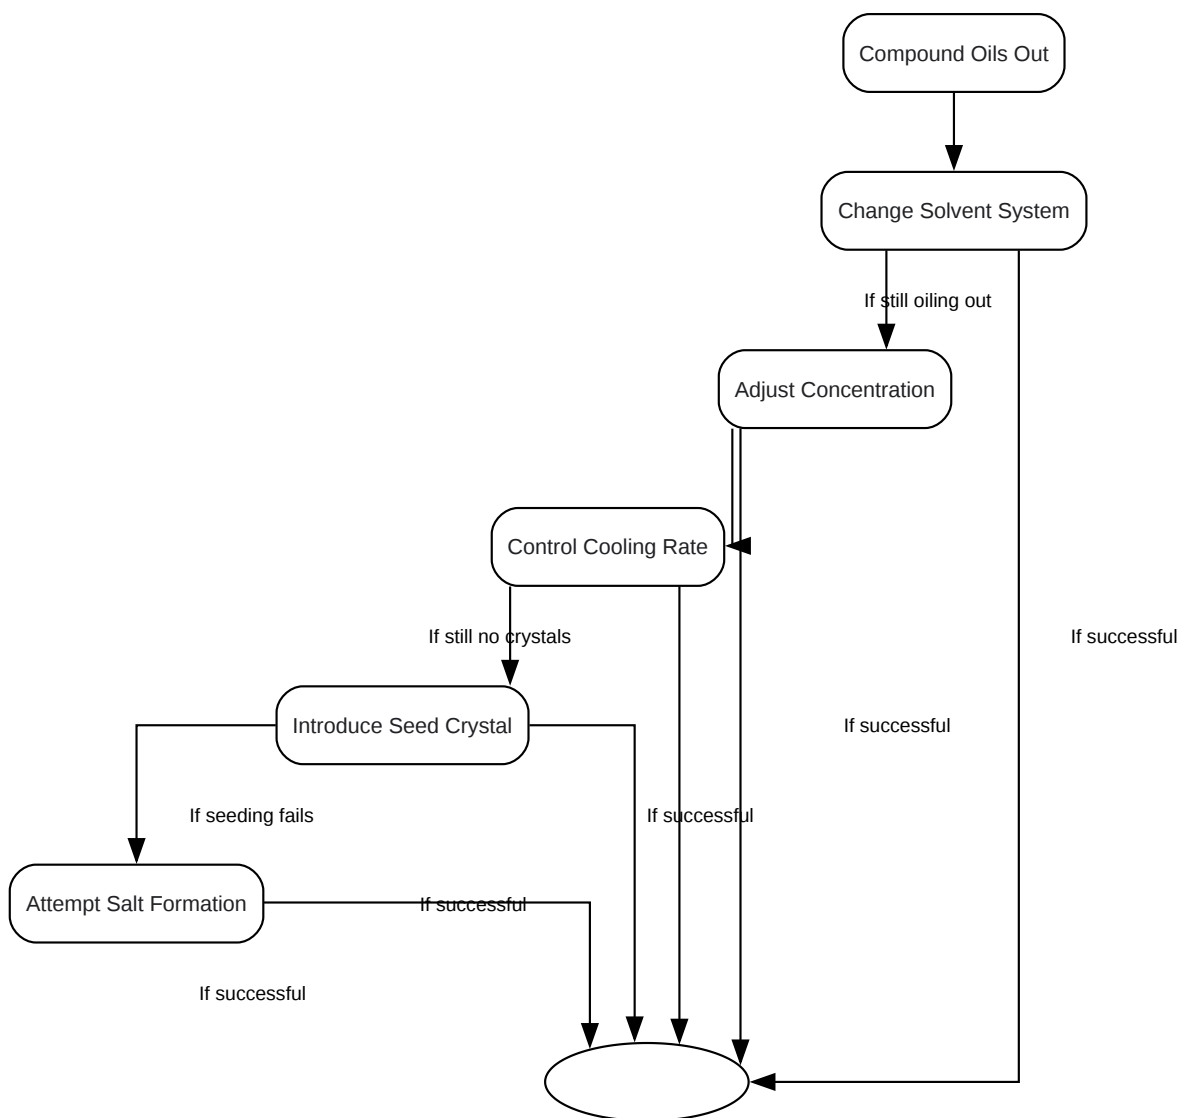 Compound Oils Out
Change Solvent System
If still oiling out
Adjust Concentration
Control Cooling Rate
If still no crystals
If successful
Introduce Seed Crystal
If successful
If seeding fails
If successful
Attempt Salt Formation
If successful
If successful